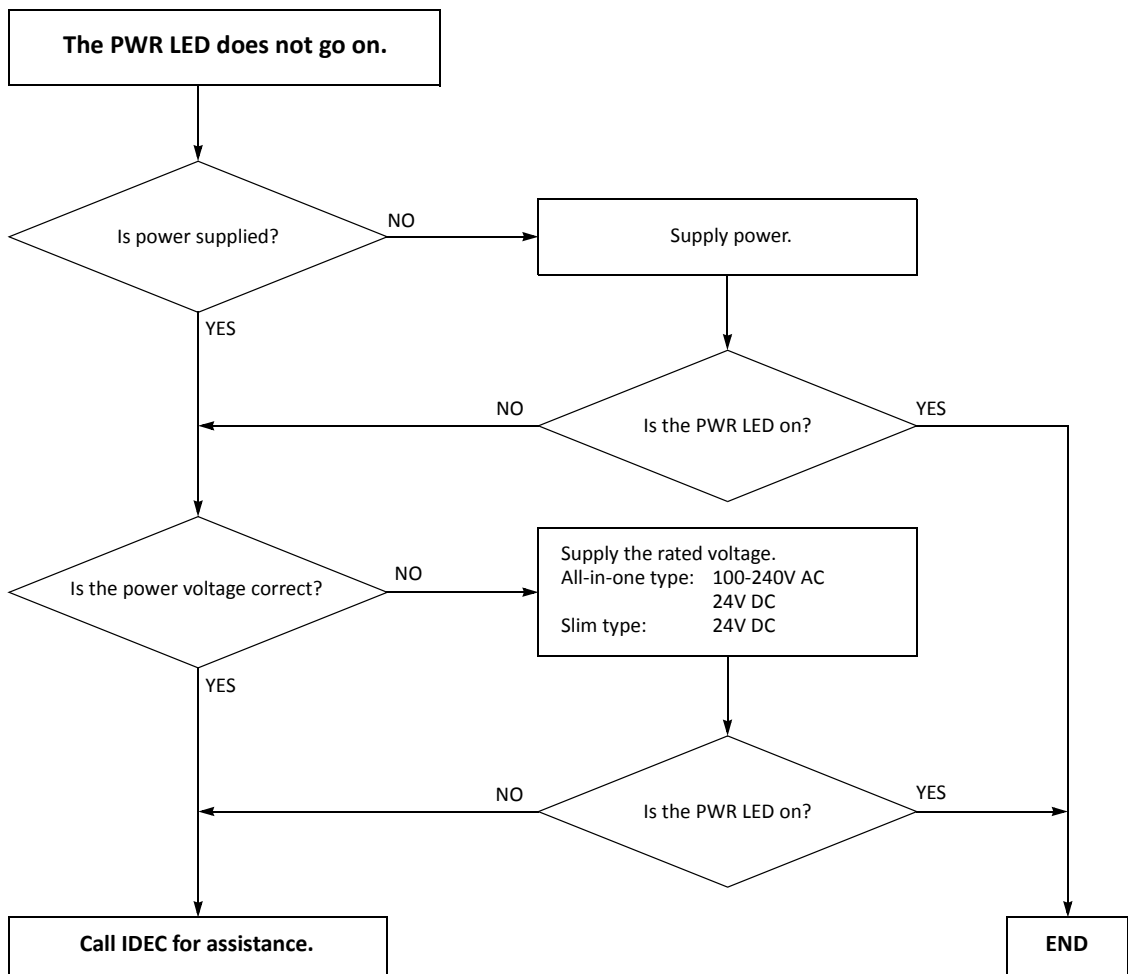 The PWR LED does not go on.
Is power supplied?
NO
Supply power.
YES
Is the PWR LED on?
NO
YES
Is the power voltage correct?
NO
Supply the rated voltage.
All-in-one type: 100-240V AC
24V DC
Slim type: 24V DC
YES
Is the PWR LED on?
NO
YES
Call IDEC for assistance.
END